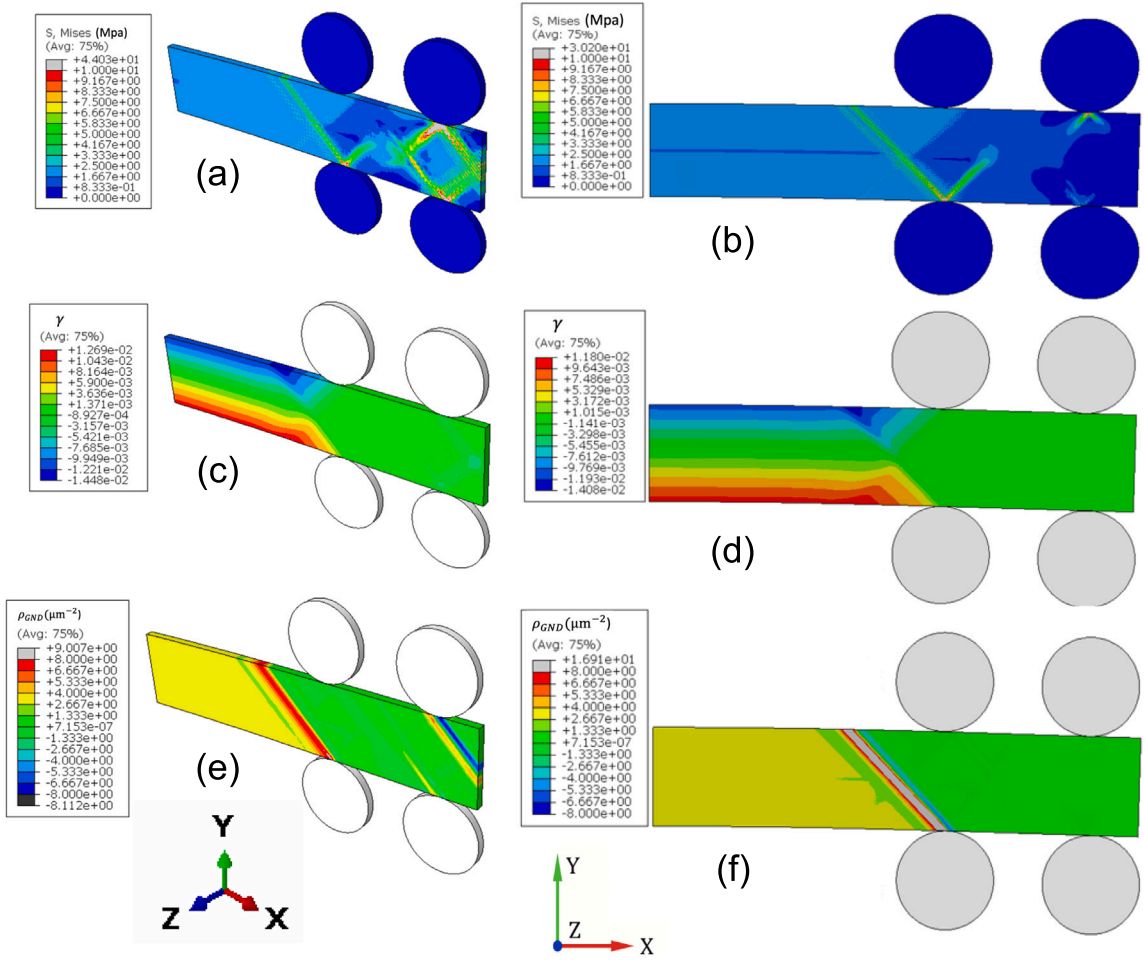 S, Mises (Mpa)
(Avg: 75%)
+4.403e+01
+1.000e+01
+9.167e+00
+8.333e+00
+7.500e+00
+6.667e+00
+5.833e+00
+5.000e+00
+4.167e+00
+3.333e+00
+2.500e+00
+1.667e+00
+8.333e-01
+0.000e+00
(a)
S, Mises (Mpa)
(Avg: 75%)
+3.020e+01
+1.000e+01
+9.167e+00
+8.333e+00
+7.500e+00
+6.667e+00
+5.833e+00
+5.000e+00
+4.167e+00
+3.333e+00
+2.500e+00
+1.667e+00
+8.333e-01
+0.000e+00
(b)
γ
(Avg: 75%)
+1.269e-02
+1.043e-02
+8.164e-03
+5.900e-03
+3.636e-03
+1.371e-03
-8.927e-04
-3.157e-03
-5.421e-03
-7.685e-03
-9.949e-03
-1.221e-02
-1.448e-02
(c)
γ
(Avg: 75%)
+1.180e-02
+9.643e-03
+7.486e-03
+5.329e-03
+3.172e-03
+1.015e-03
-1.141e-03
-3.298e-03
-5.455e-03
-7.612e-03
-9.769e-03
-1.193e-02
-1.408e-02
(d)
ρGND(μm⁻²)
(Avg: 75%)
+9.007e+00
+8.000e+00
+6.667e+00
+5.333e+00
+4.000e+00
+2.667e+00
+1.333e+00
+7.153e-07
-1.333e+00
-2.667e+00
-4.000e+00
-5.333e+00
-6.667e+00
-8.000e+00
-8.112e+00
(e)
Y
Z
X
ρGND(μm⁻²)
(Avg: 75%)
+1.691e+01
+8.000e+00
+6.667e+00
+5.333e+00
+4.000e+00
+2.667e+00
+1.333e+00
+7.153e-07
-1.333e+00
-2.667e+00
-4.000e+00
-5.333e+00
-6.667e+00
-8.000e+00
(f)
Y
Z
X